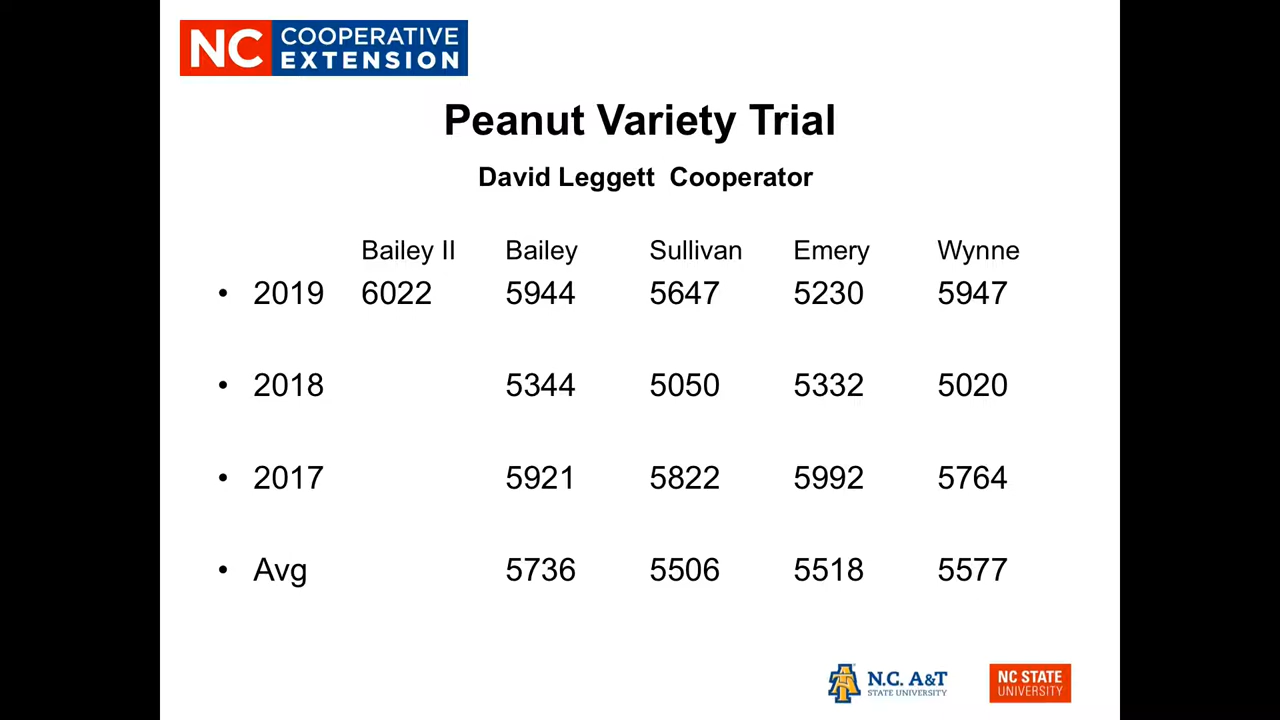 NC COOPERATIVE EXTENSION
Peanut Variety Trial
David Leggett Cooperator
Bailey II Bailey Sullivan Emery Wynne
• 2019 6022 5944 5647 5230 5947
• 2018 5344 5050 5332 5020
• 2017 5921 5822 5992 5764
• Avg 5736 5506 5518 5577
N.C. A&T
STATE UNIVERSITY
NC STATE
UNIVERSITY